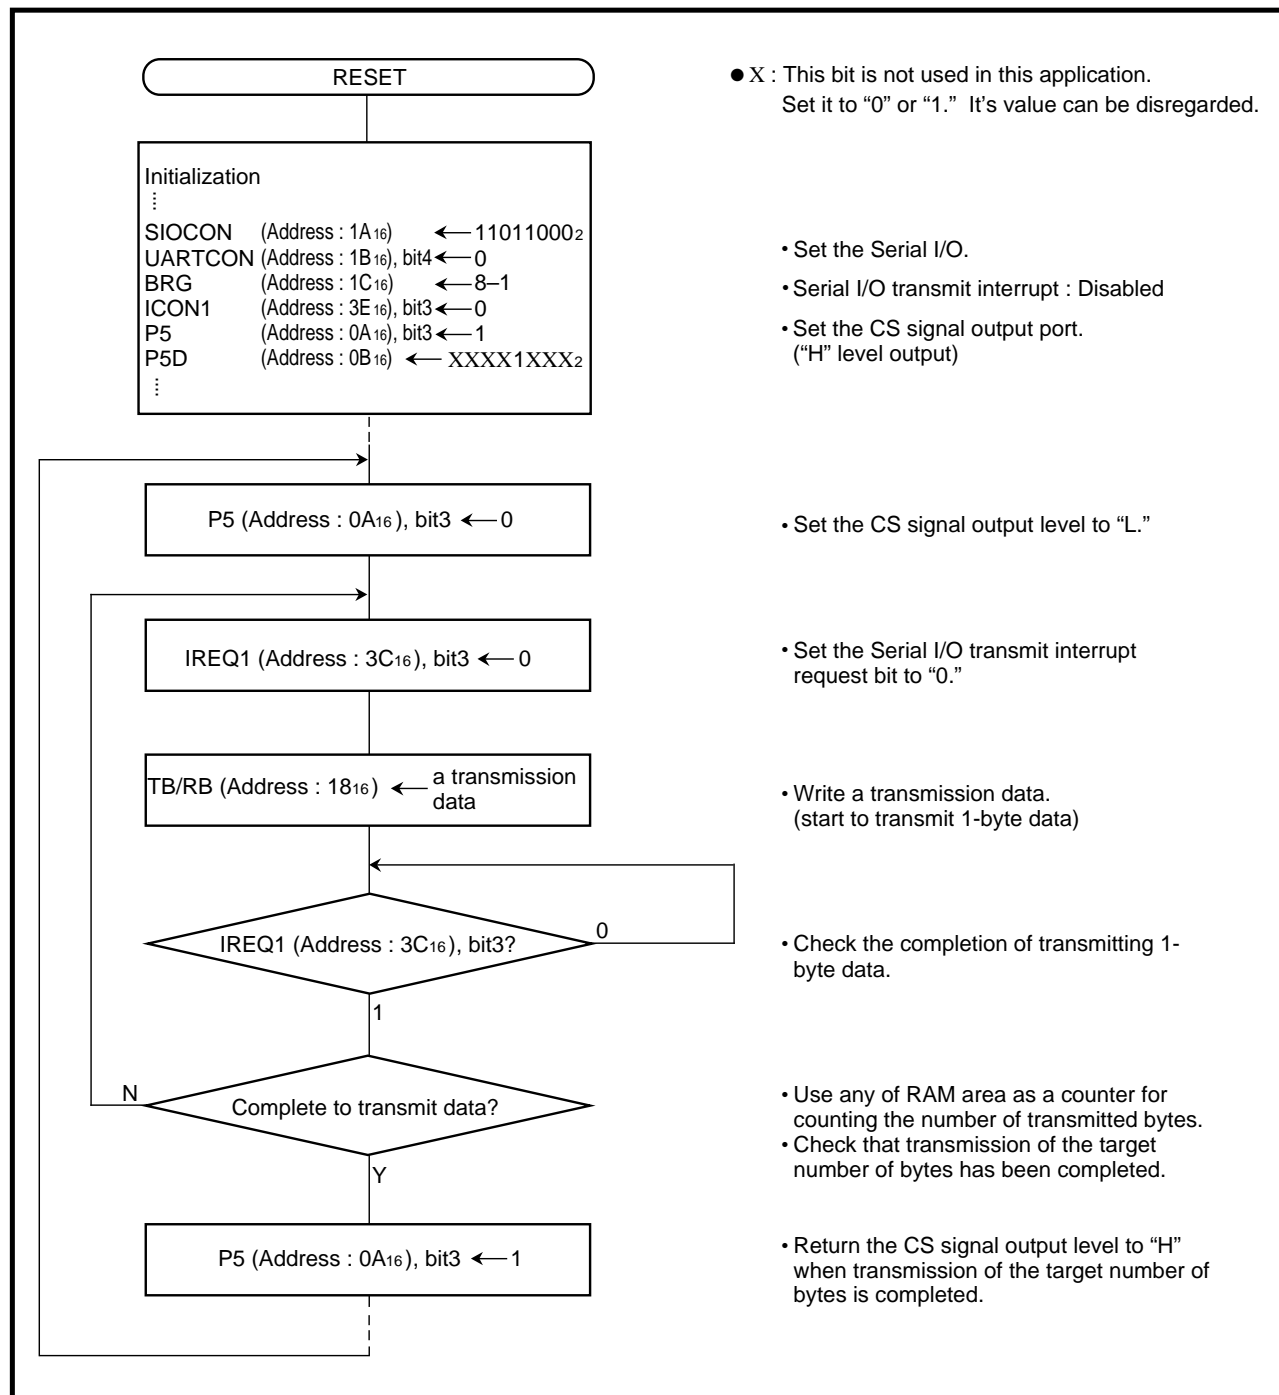 RESET
● X : This bit is not used in this application.
Set it to “0” or “1.” It’s value can be disregarded.
Initialization
SIOCON (Address : 1A16) ← 110110002
UARTCON (Address : 1B16), bit4 ← 0
BRG (Address : 1C16) ← 8–1
ICON1 (Address : 3E16), bit3 ← 0
P5 (Address : 0A16), bit3 ← 1
P5D (Address : 0B16) ← XXXX1XXX2
• Set the Serial I/O.
• Serial I/O transmit interrupt : Disabled
• Set the CS signal output port.
(“H” level output)
P5 (Address : 0A16), bit3 ← 0
• Set the CS signal output level to “L.”
IREQ1 (Address : 3C16), bit3 ← 0
• Set the Serial I/O transmit interrupt
request bit to “0.”
TB/RB (Address : 1816) ← a transmission
data
• Write a transmission data.
(start to transmit 1-byte data)
IREQ1 (Address : 3C16), bit3?
0
1
• Check the completion of transmitting 1-
byte data.
N
Complete to transmit data?
Y
• Use any of RAM area as a counter for
counting the number of transmitted bytes.
• Check that transmission of the target
number of bytes has been completed.
P5 (Address : 0A16), bit3 ← 1
• Return the CS signal output level to “H”
when transmission of the target number of
bytes is completed.